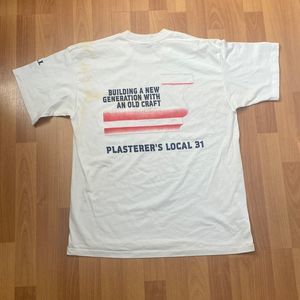 BUILDING A NEW
GENERATION WITH
AN OLD CRAFT
PLASTERER'S LOCAL 31